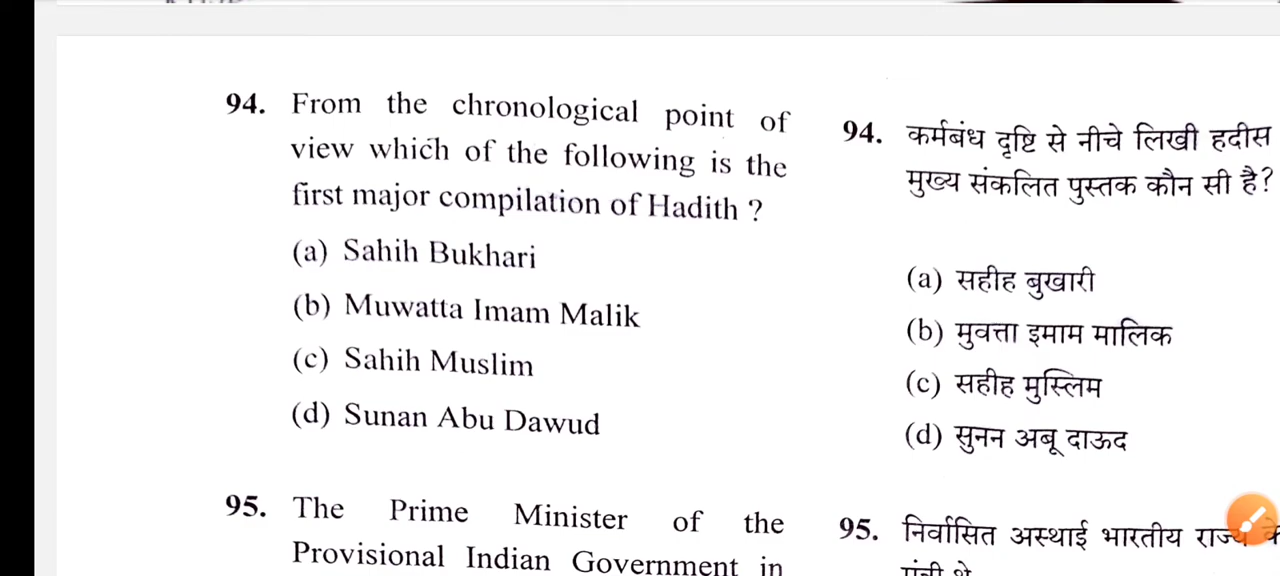 94. From the chronological point of
view which of the following is the
first major compilation of Hadith ?
(a) Sahih Bukhari
(b) Muwatta Imam Malik
(c) Sahih Muslim
(d) Sunan Abu Dawud
95. The Prime Minister of the
Provisional Indian Government in
94. कर्मबंध दृष्टि से नीचे लिखी हदीस
मुख्य संकलित पुस्तक कौन सी है?
(a) सहीह बुखारी
(b) मुवत्ता इमाम मालिक
(c) सहीह मुस्लिम
(d) सुनन अबू दाऊद
95. निर्वासित अस्थाई भारतीय राज्य